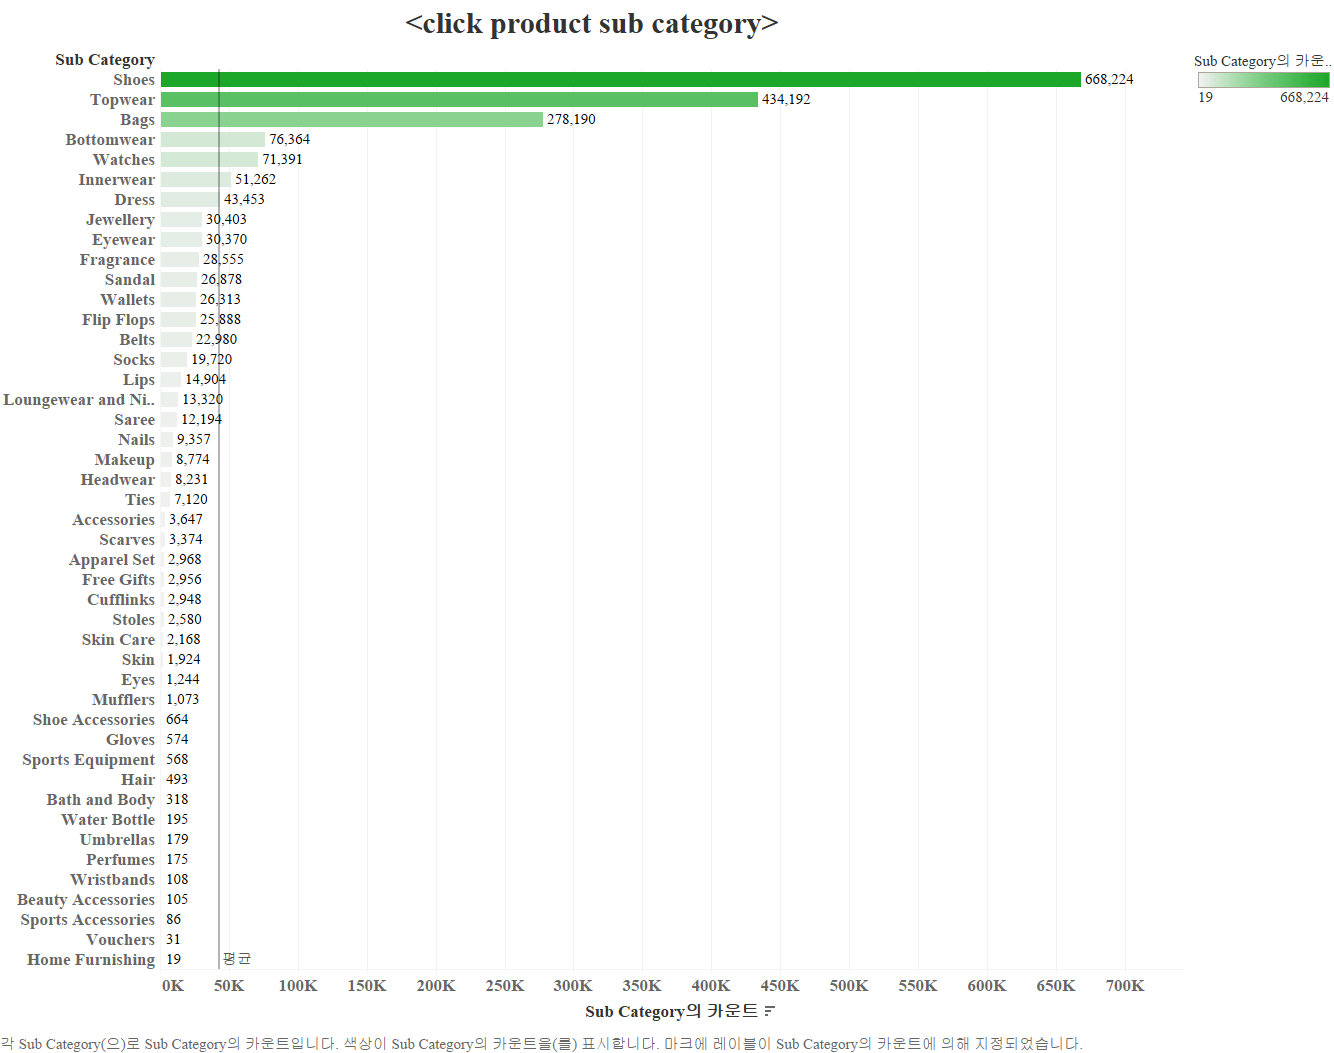 <click product sub category>
Sub Category
Sub Category의 카운..
19 668,224
Shoes 668,224
Topwear 434,192
Bags 278,190
Bottomwear 76,364
Watches 71,391
Innerwear 51,262
Dress 43,453
Jewellery 30,403
Eyewear 30,370
Fragrance 28,555
Sandal 26,878
Wallets 26,313
Flip Flops 25,888
Belts 22,980
Socks 19,720
Lips 14,904
Loungewear and Ni.. 13,320
Saree 12,194
Nails 9,357
Makeup 8,774
Headwear 8,231
Ties 7,120
Accessories 3,647
Scarves 3,374
Apparel Set 2,968
Free Gifts 2,956
Cufflinks 2,948
Stoles 2,580
Skin Care 2,168
Skin 1,924
Eyes 1,244
Mufflers 1,073
Shoe Accessories 664
Gloves 574
Sports Equipment 568
Hair 493
Bath and Body 318
Water Bottle 195
Umbrellas 179
Perfumes 175
Wristbands 108
Beauty Accessories 105
Sports Accessories 86
Vouchers 31
Home Furnishing 19 평균
0K 50K 100K 150K 200K 250K 300K 350K 400K 450K 500K 550K 600K 650K 700K
Sub Category의 카운트
각 Sub Category(으)로 Sub Category의 카운트입니다. 색상이 Sub Category의 카운트을(를) 표시합니다. 마크에 레이블이 Sub Category의 카운트에 의해 지정되었습니다.